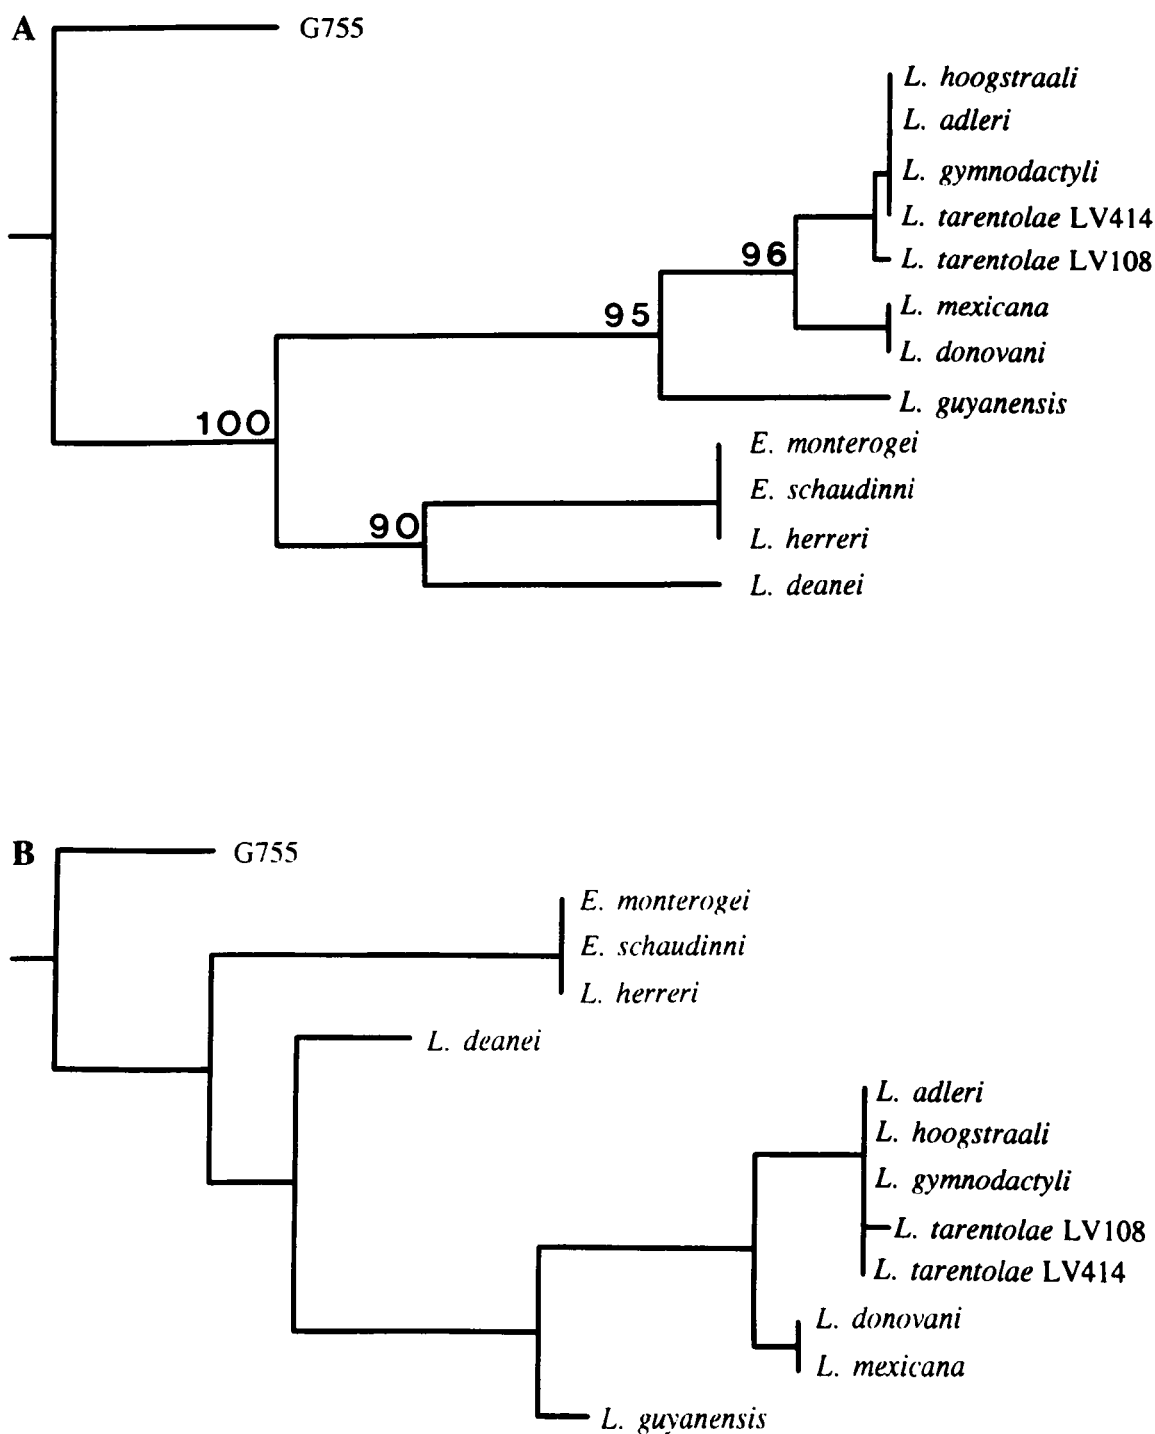 A
G755
L. hoogstraali
L. adleri
L. gymnodactyli
L. tarentolae LV414
96
L. tarentolae LV108
L. mexicana
95
L. donovani
L. guyanensis
100
E. monterogei
E. schaudinni
90
L. herreri
L. deanei
B
G755
E. monterogei
E. schaudinni
L. herreri
L. deanei
L. adleri
L. hoogstraali
L. gymnodactyli
L. tarentolae LV108
L. tarentolae LV414
L. donovani
L. mexicana
L. guyanensis